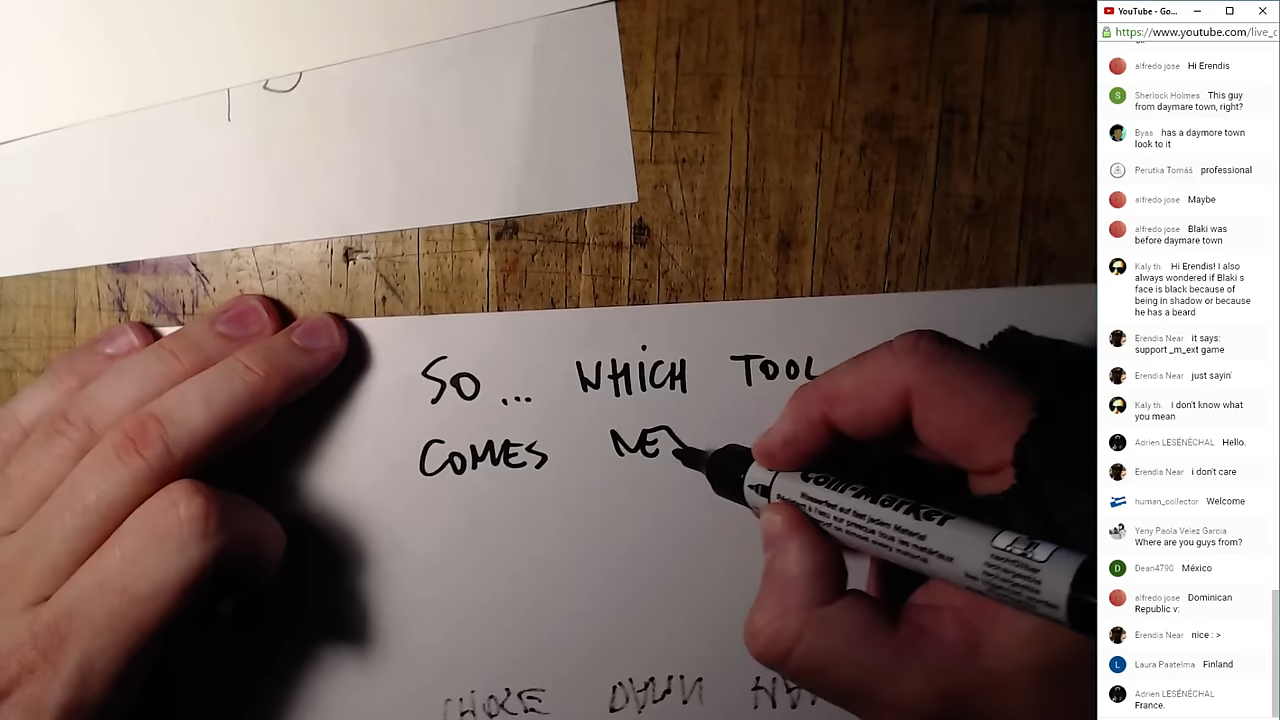 SO... WHICH TOOL
COMES NE
coll-marker
YouTube - Go...
https://www.youtube.com/live_c
alfredo jose Hi Erendis
Sherlock Holmes This guy
from daymare town, right?
Byas has a daymore town
look to it
Perutka Tomáš professional
alfredo jose Maybe
alfredo jose Blaki was
before daymare town
Kaly th. Hi Erendis! I also
always wondered if Blaki s
face is black because of
being in shadow or because
he has a beard
Erendis Near it says:
support _m_ext game
Erendis Near just sayin'
Kaly th. I don't know what
you mean
Adrien LESÉNÉCHAL Hello.
Erendis Near i don't care
human_collector Welcome
Yeny Paola Velez Garcia
Where are you guys from?
Dean4790 México
alfredo jose Dominican
Republic v:
Erendis Near nice : >
Laura Paatelma Finland
Adrien LESÉNÉCHAL
France.